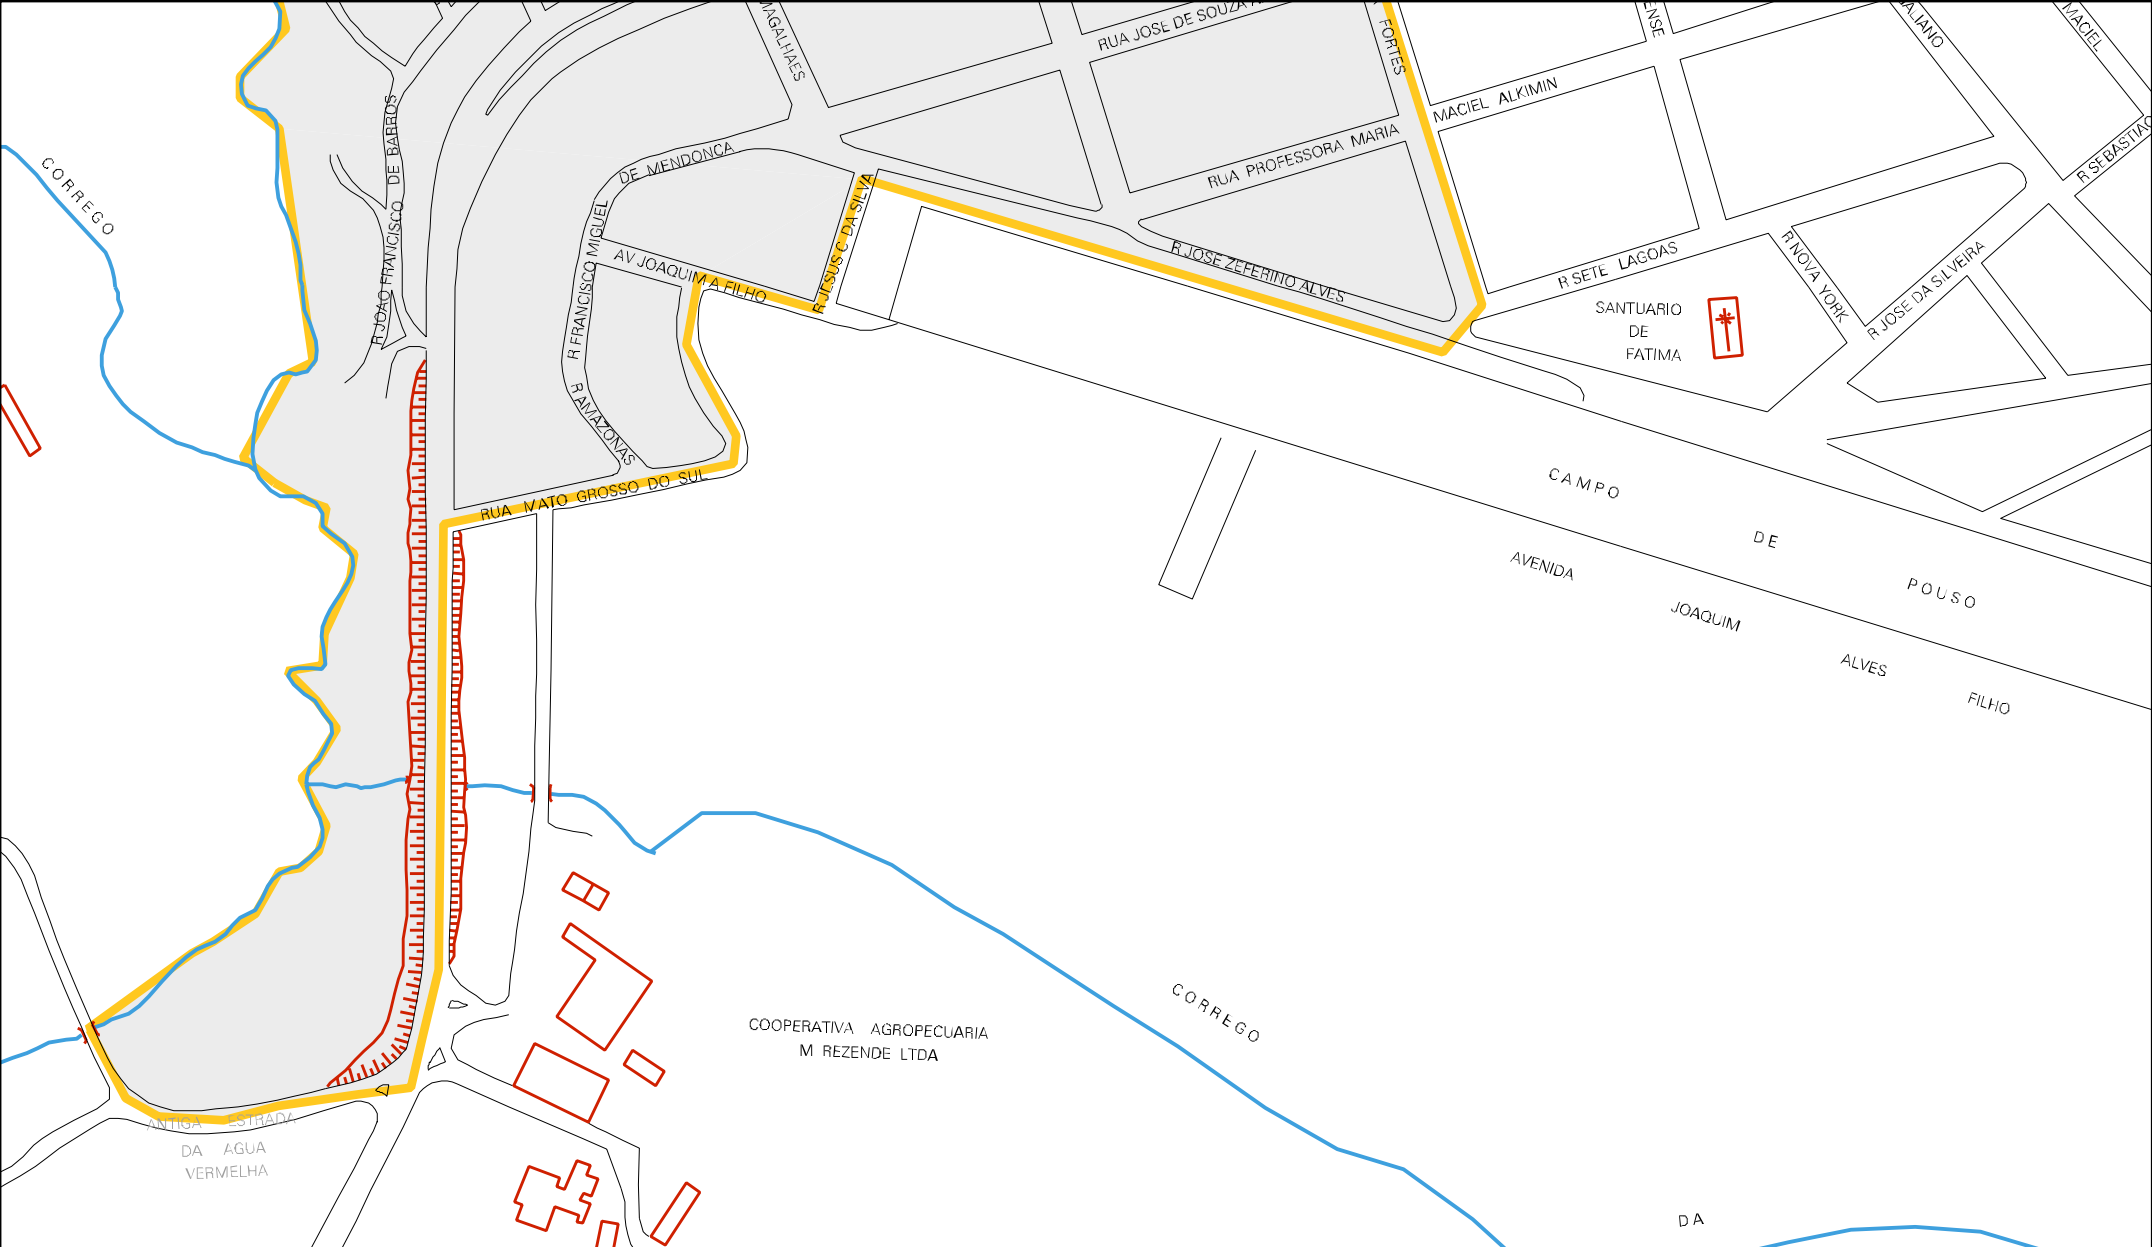 MAGALHAES
RUA JOSE DE SOUZA
FORTES
ENSE
ALIANO
MACIEL
MACIEL ALKIMIN
R SEBASTIAO
RUA PROFESSORA MARIA
R JOAO FRANCISCO DE BARROS
CORREGO
DE MENDONCA
R FRANCISCO MIGUEL
AV JOAQUIM A FILHO
R JESUS C DA SILVA
R JOSE ZEFERINO ALVES
R SETE LAGOAS
R NOVA YORK
R JOSE DA SILVEIRA
SANTUARIO
DE
FATIMA
R AMAZONAS
RUA MATO GROSSO DO SUL
CAMPO DE POUSO
AVENIDA JOAQUIM ALVES FILHO
CORREGO
DA
COOPERATIVA AGROPECUARIA
M REZENDE LTDA
ANTIGA ESTRADA
DA AGUA
VERMELHA